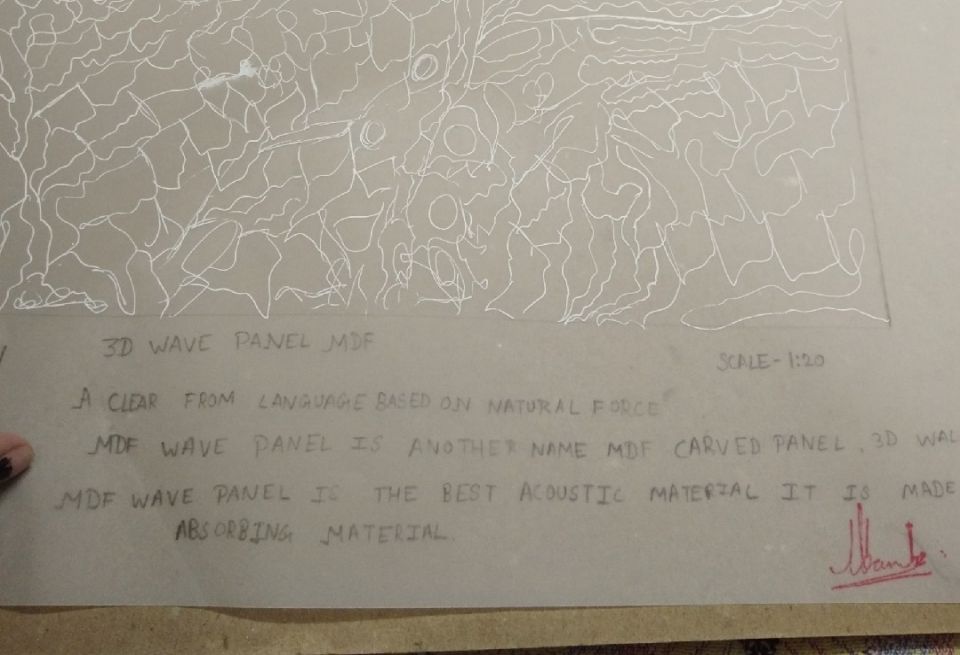 3D WAVE PANEL MDF
SCALE - 1:20
A CLEAR FROM LANGUAGE BASED ON NATURAL FORCE
MDF WAVE PANEL IS ANOTHER NAME MDF CARVED PANEL. 3D WAL
MDF WAVE PANEL IS THE BEST ACOUSTIC MATERIAL IT IS MADE
ABSORBING MATERIAL.